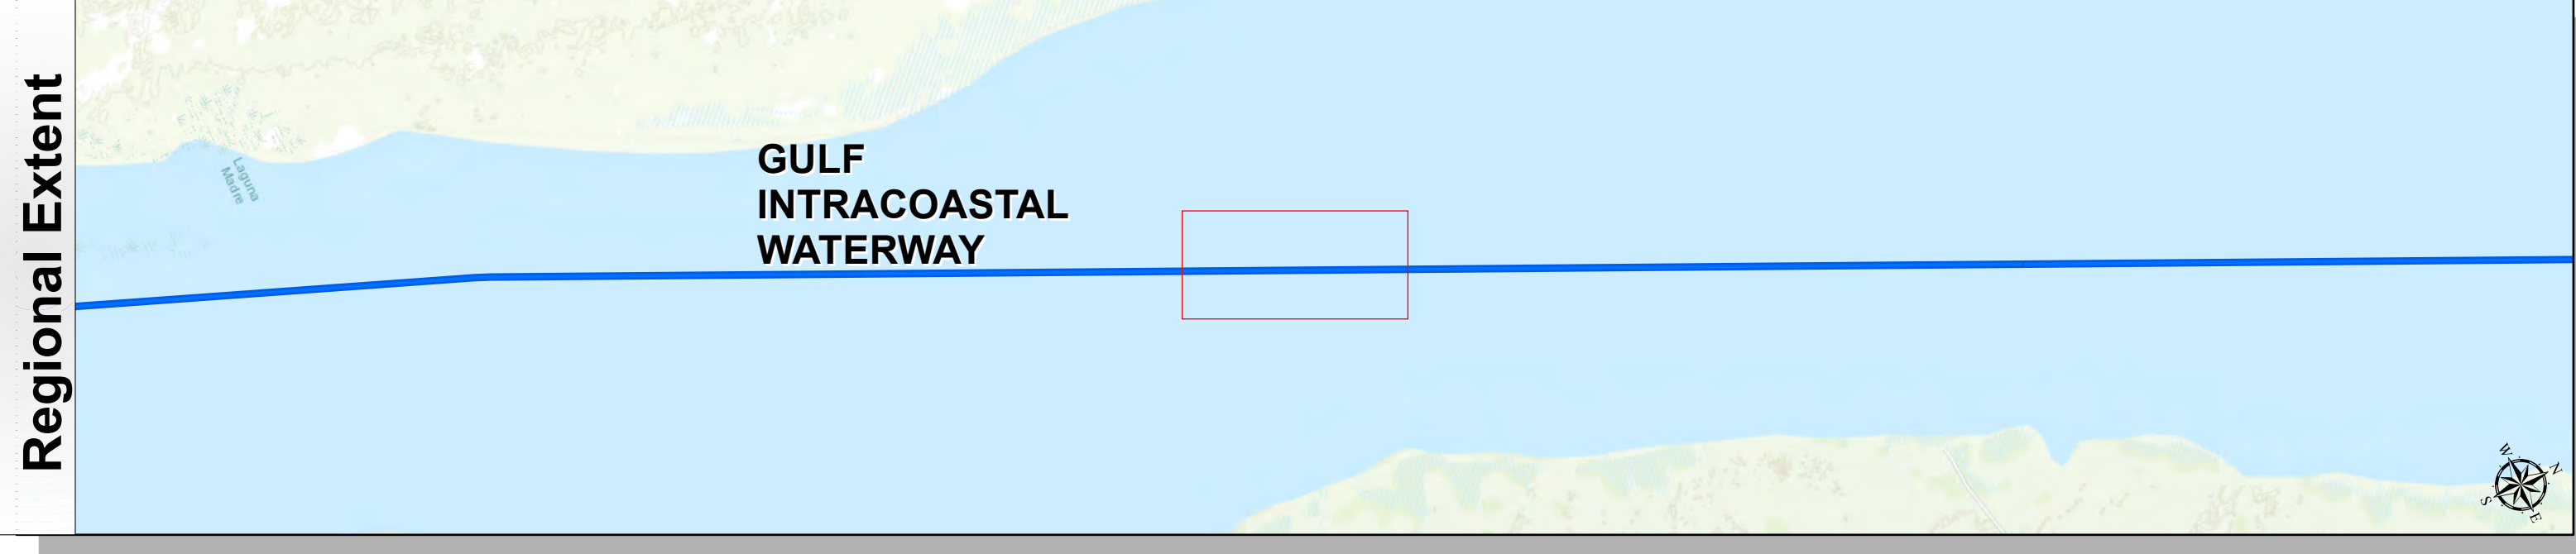 Regional Extent
Laguna
Madre
GULF
INTRACOASTAL
WATERWAY
W
N
S
E